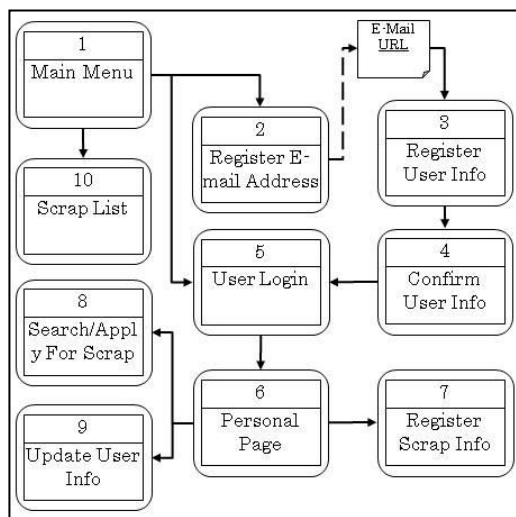 1
Main Menu
E-Mail
URL
2
Register E-
mail Address
3
Register
User Info
10
Scrap List
5
User Login
4
Confirm
User Info
8
Search/Appl
y For Scrap
6
Personal
Page
7
Register
Scrap Info
9
Update User
Info